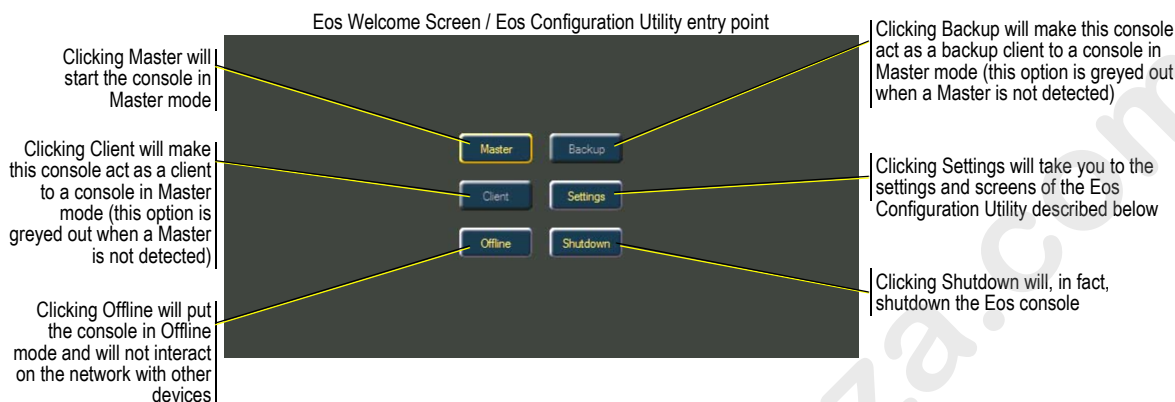 Eos Welcome Screen / Eos Configuration Utility entry point
Clicking Master will
start the console in
Master mode
Clicking Client will make
this console act as a client
to a console in Master
mode (this option is
greyed out when a Master
is not detected)
Clicking Offline will put
the console in Offline
mode and will not interact
on the network with other
devices
Master
Backup
Client
Settings
Offline
Shutdown
Clicking Backup will make this console
act as a backup client to a console in
Master mode (this option is greyed out
when a Master is not detected)
Clicking Settings will take you to the
settings and screens of the Eos
Configuration Utility described below
Clicking Shutdown will, in fact,
shutdown the Eos console